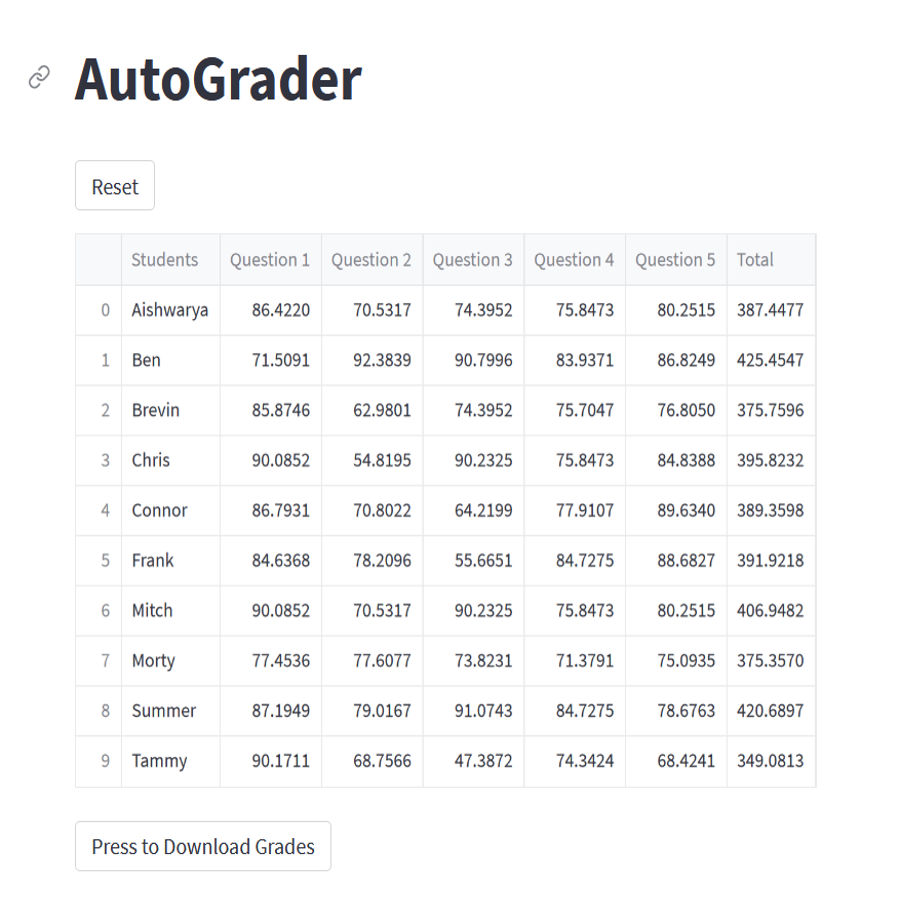 AutoGrader
Reset
Students Question 1 Question 2 Question 3 Question 4 Question 5 Total
0 Aishwarya 86.4220 70.5317 74.3952 75.8473 80.2515 387.4477
1 Ben 71.5091 92.3839 90.7996 83.9371 86.8249 425.4547
2 Brevin 85.8746 62.9801 74.3952 75.7047 76.8050 375.7596
3 Chris 90.0852 54.8195 90.2325 75.8473 84.8388 395.8232
4 Connor 86.7931 70.8022 64.2199 77.9107 89.6340 389.3598
5 Frank 84.6368 78.2096 55.6651 84.7275 88.6827 391.9218
6 Mitch 90.0852 70.5317 90.2325 75.8473 80.2515 406.9482
7 Morty 77.4536 77.6077 73.8231 71.3791 75.0935 375.3570
8 Summer 87.1949 79.0167 91.0743 84.7275 78.6763 420.6897
9 Tammy 90.1711 68.7566 47.3872 74.3424 68.4241 349.0813
Press to Download Grades